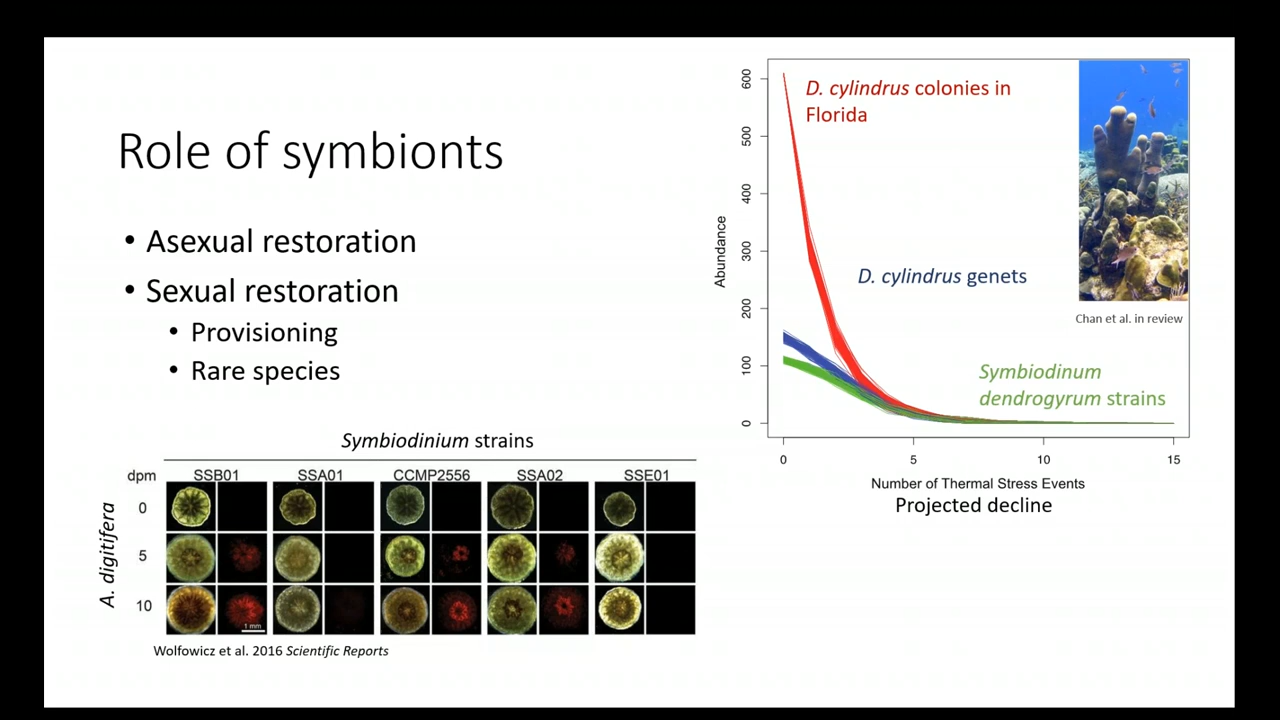 Role of symbionts
• Asexual restoration
• Sexual restoration
• Provisioning
• Rare species
Symbiodinium strains
dpm SSB01 SSA01 CCMP2556 SSA02 SSE01
0
5
10
A. digitifera
1 mm
Wolfowicz et al. 2016 Scientific Reports
D. cylindrus colonies in
Florida
D. cylindrus genets
Symbiodinum
dendrogyrum strains
Chan et al. in review
Abundance
600
500
400
300
200
100
0
0 5 10 15
Number of Thermal Stress Events
Projected decline